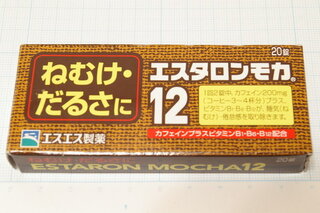 20錠
ねむけ・
だるさに
エスエス製薬
エスタロンモカ®
12
1回2錠中、カフェイン200mg
(コーヒー3〜4杯分)プラス
ビタミンB₁・B₆・B₁₂が、睡気(ね
むけ)・倦怠感を取り除きます。
カフェインプラスビタミンB₁・B₆・B₁₂配合
ESTARON MOCHA12
20錠